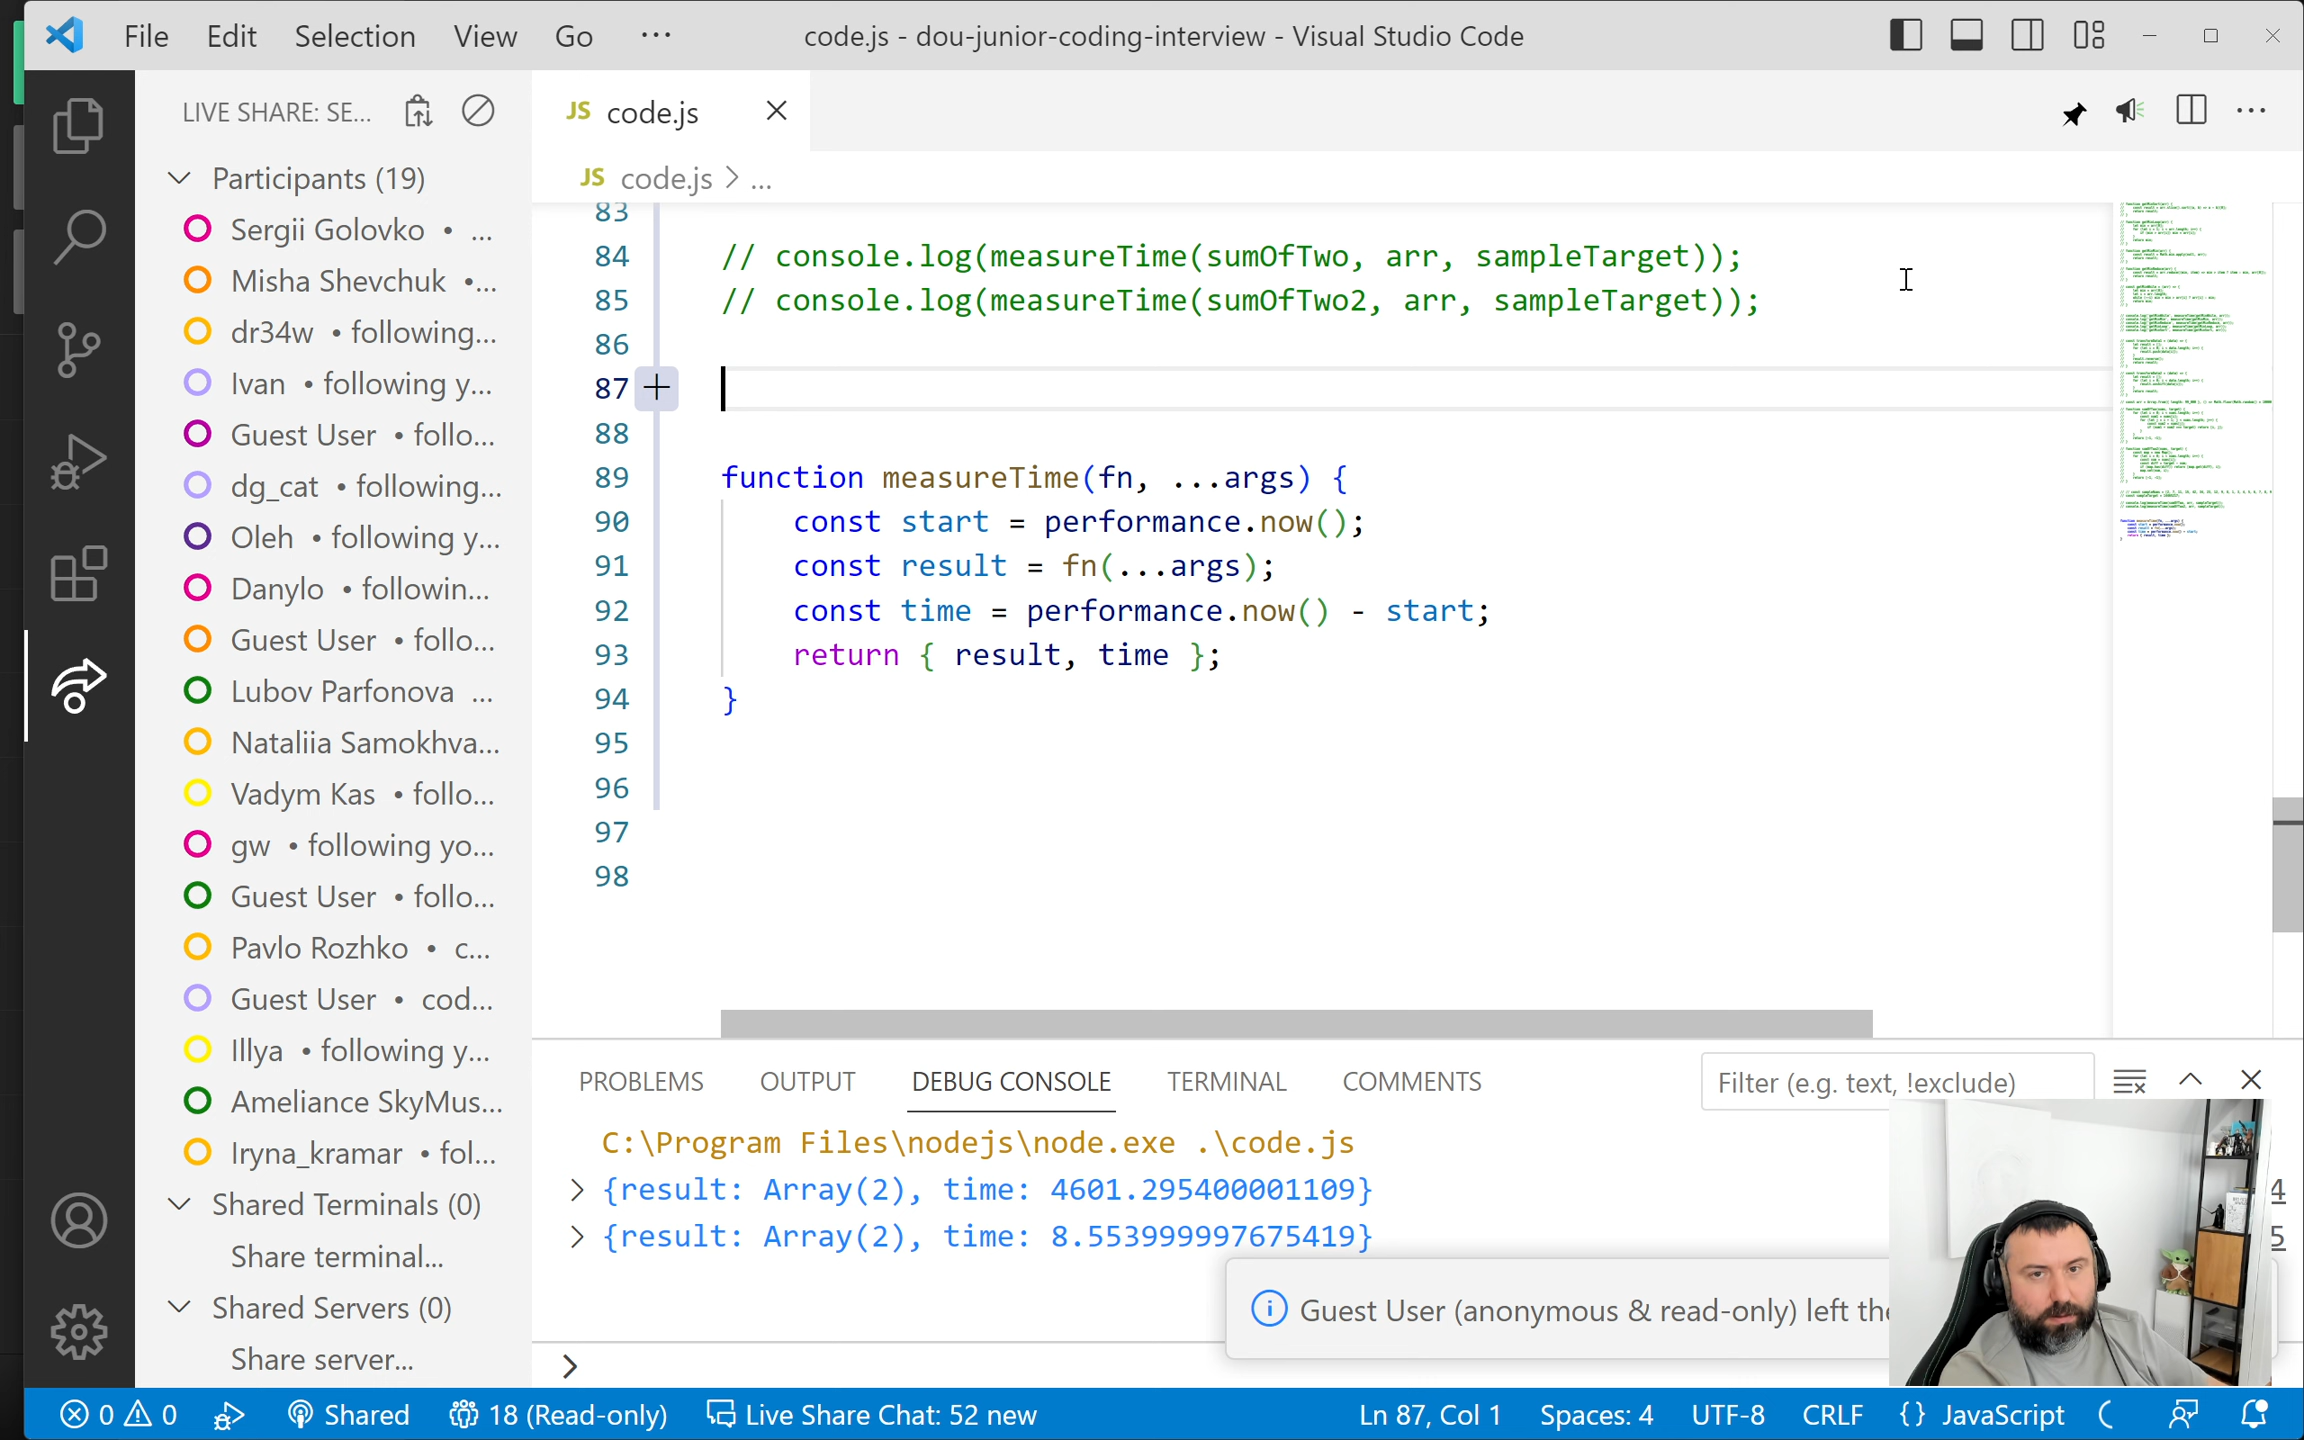 File Edit Selection View Go ··· code.js - dou-junior-coding-interview - Visual Studio Code
LIVE SHARE: SE...
JS code.js
Participants (19)
JS code.js > ...
Sergii Golovko • ...
Misha Shevchuk •...
dr34w • following...
Ivan • following y...
Guest User • follo...
dg_cat • following...
Oleh • following y...
Danylo • followin...
Guest User • follo...
Lubov Parfonova ...
Nataliia Samokhva...
Vadym Kas • follo...
gw • following yo...
Guest User • follo...
Pavlo Rozhko • c...
Guest User • cod...
Illya • following y...
Ameliance SkyMus...
Iryna_kramar • fol...
Shared Terminals (0)
Share terminal...
Shared Servers (0)
Share server...
83
84 // console.log(measureTime(sumOfTwo, arr, sampleTarget));
85 // console.log(measureTime(sumOfTwo2, arr, sampleTarget));
86
87
88
89 function measureTime(fn, ...args) {
90 const start = performance.now();
91 const result = fn(...args);
92 const time = performance.now() - start;
93 return { result, time };
94 }
95
96
97
98
PROBLEMS OUTPUT DEBUG CONSOLE TERMINAL COMMENTS Filter (e.g. text, !exclude)
C:\Program Files\nodejs\node.exe .\code.js
> {result: Array(2), time: 4601.295400001109} 4
> {result: Array(2), time: 8.553999997675419} 5
Guest User (anonymous & read-only) left the
>
0 0 Shared 18 (Read-only) Live Share Chat: 52 new Ln 87, Col 1 Spaces: 4 UTF-8 CRLF {} JavaScript